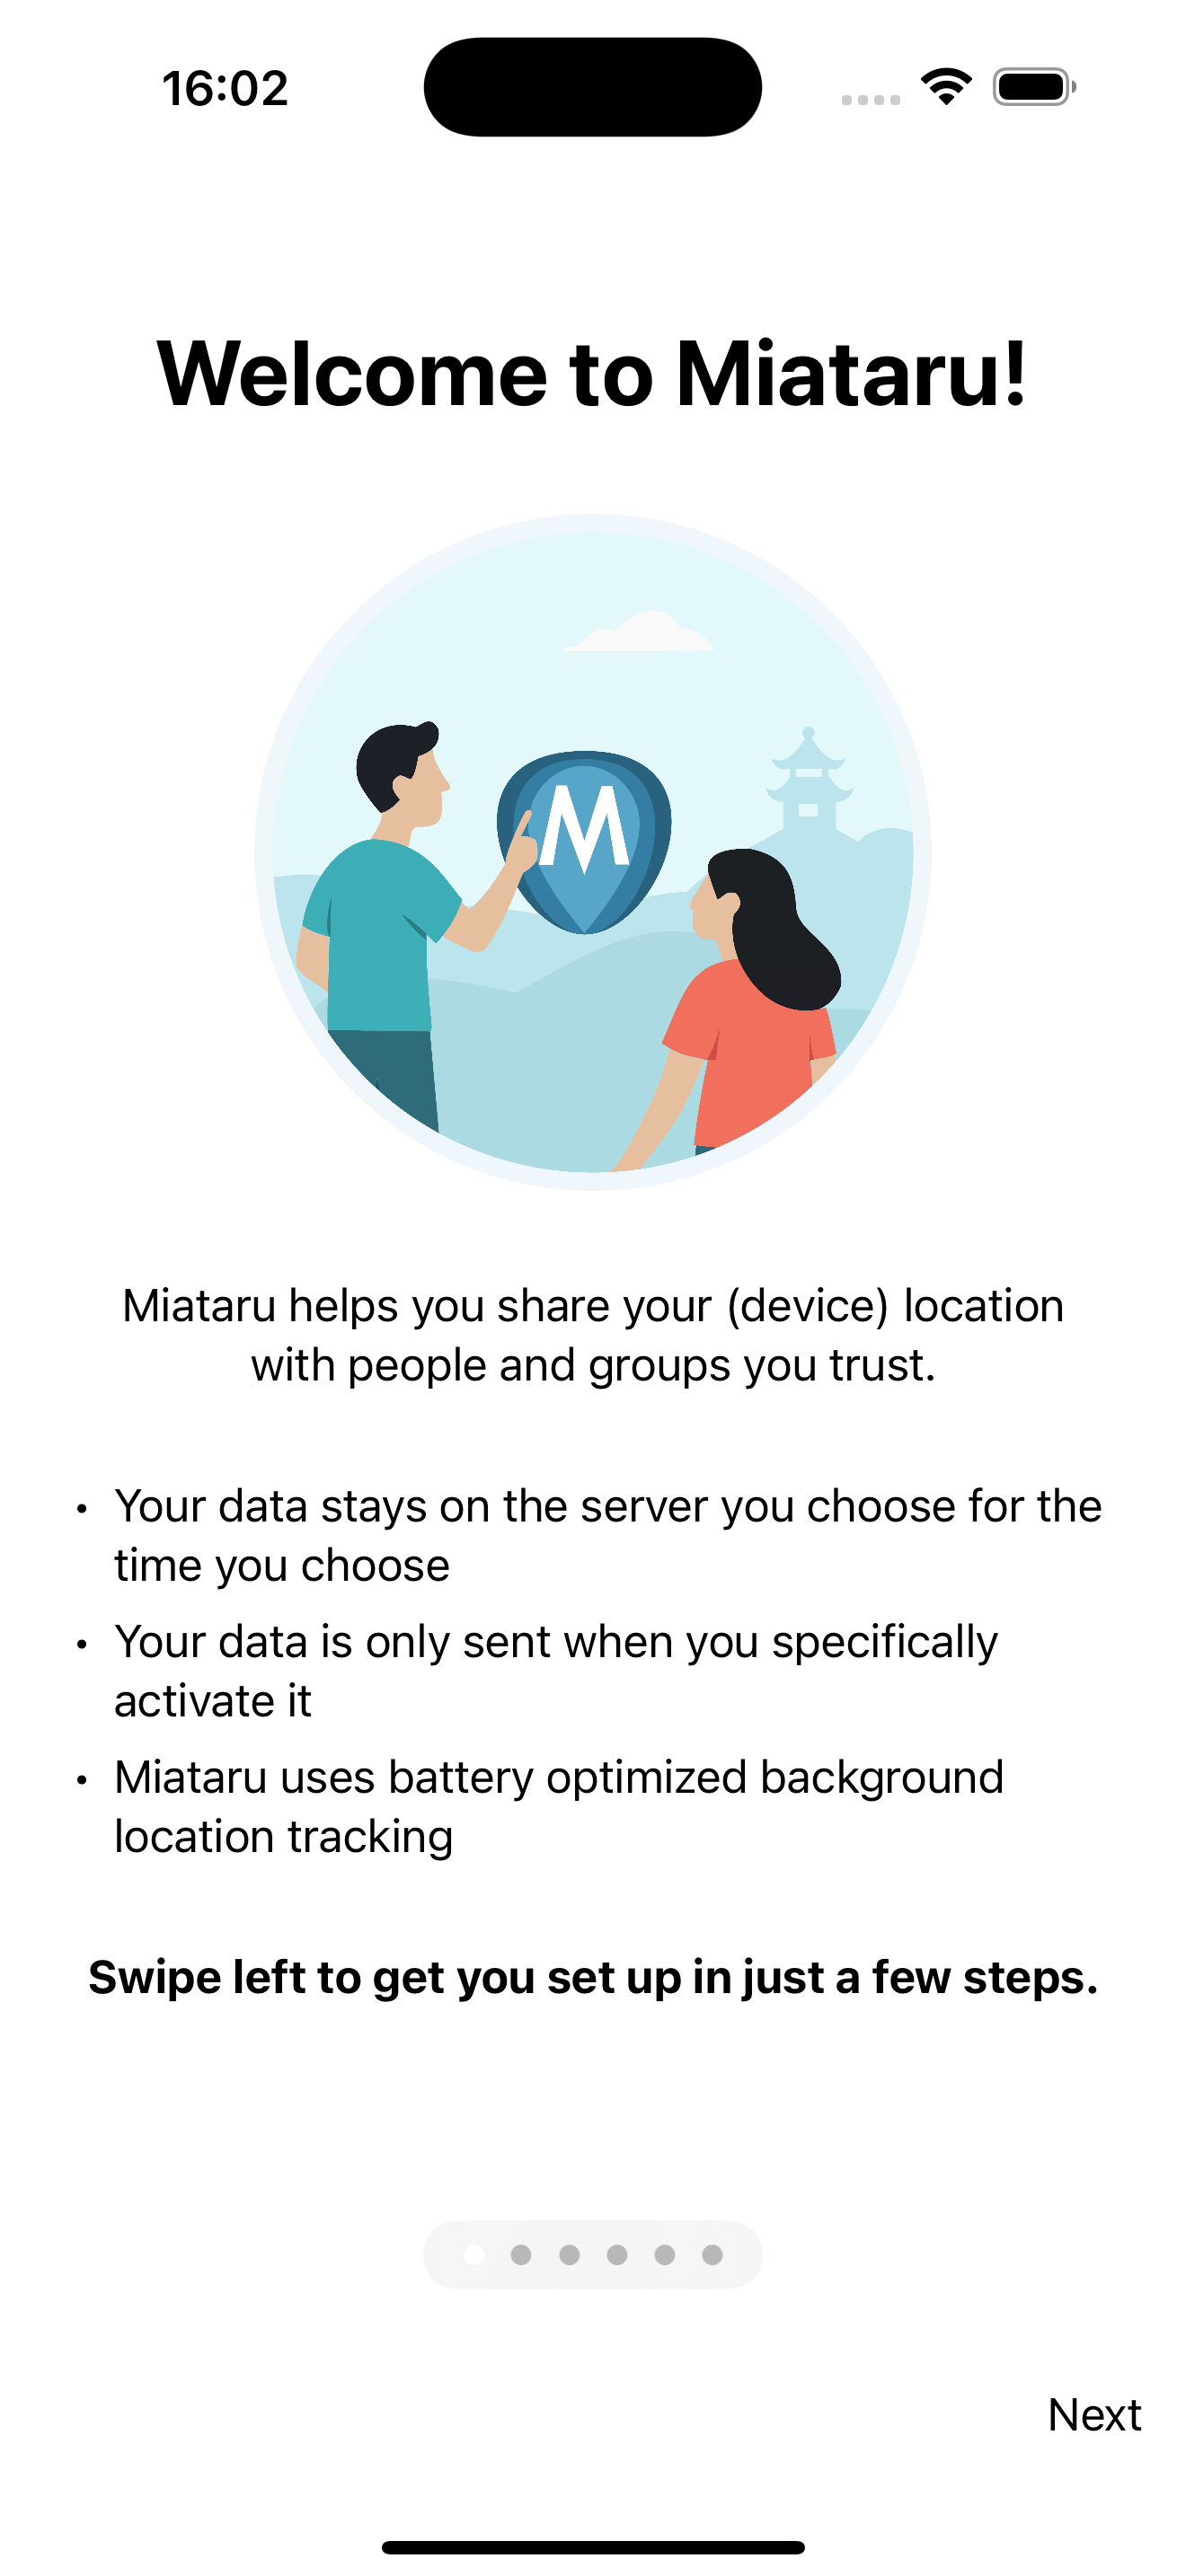 16:02
Welcome to Miataru!
M
Miataru helps you share your (device) location
with people and groups you trust.
• Your data stays on the server you choose for the
time you choose
• Your data is only sent when you specifically
activate it
• Miataru uses battery optimized background
location tracking
Swipe left to get you set up in just a few steps.
Next